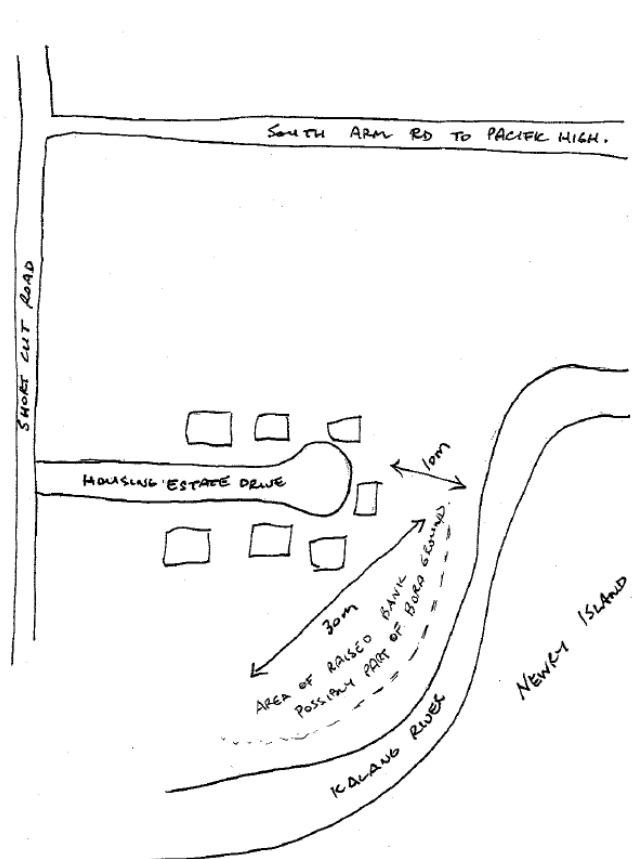 SOUTH ARM RD TO PACIFIC HIGH.
SHORT CUT ROAD
HOUSING ESTATE DRIVE
10m
30m
AREA OF RAISED BANK
POSSIBLY PART OF BORA GROUND.
NEWRY ISLAND
KALANG RIVER